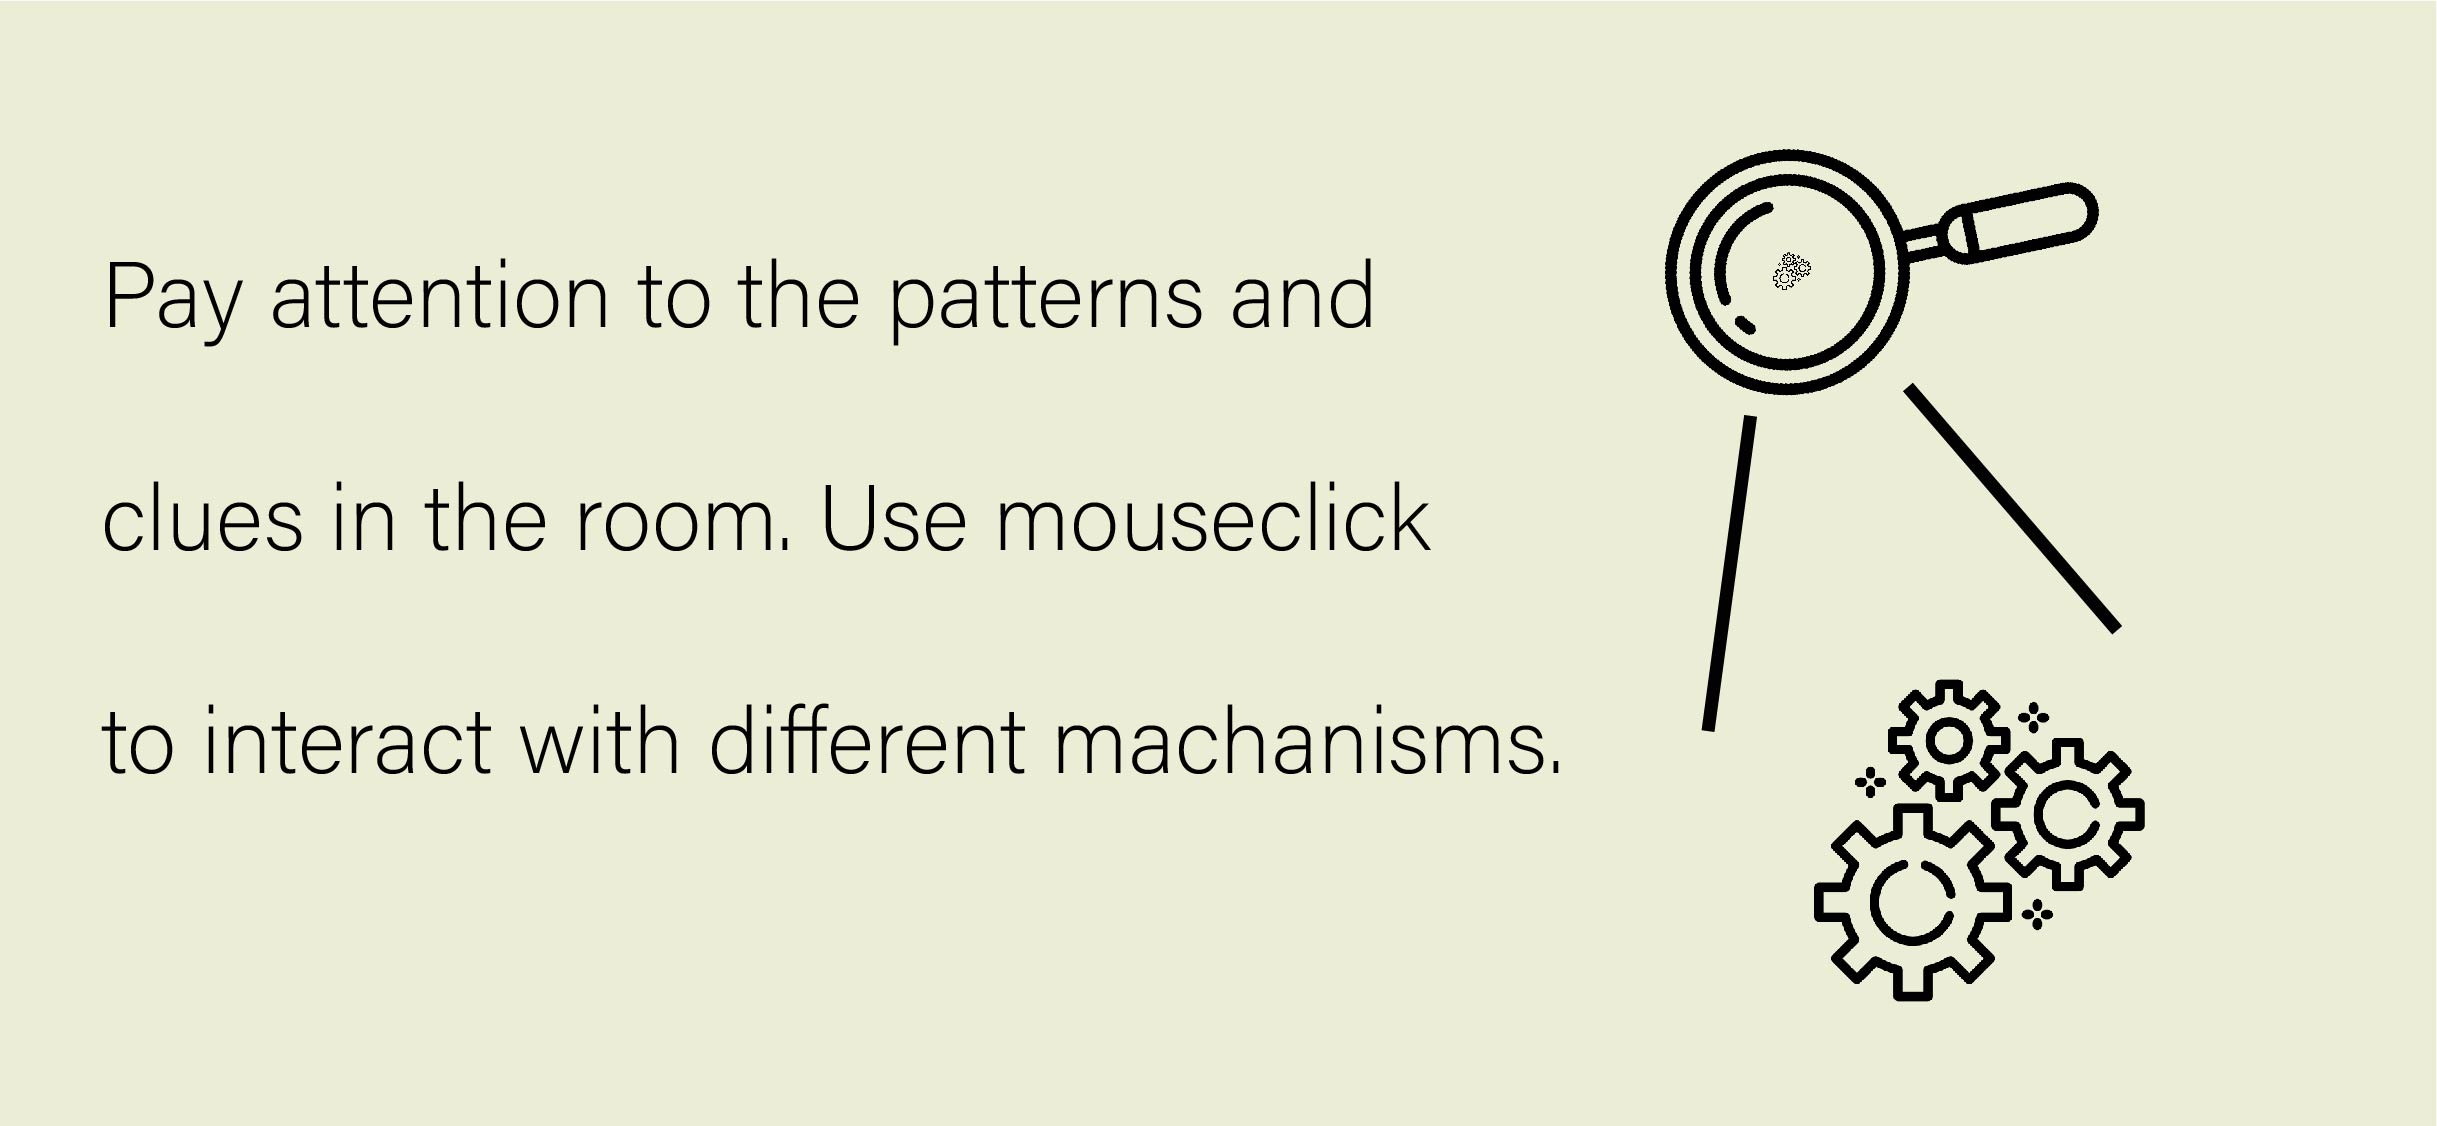 Pay attention to the patterns and
clues in the room. Use mouseclick
to interact with different machanisms.